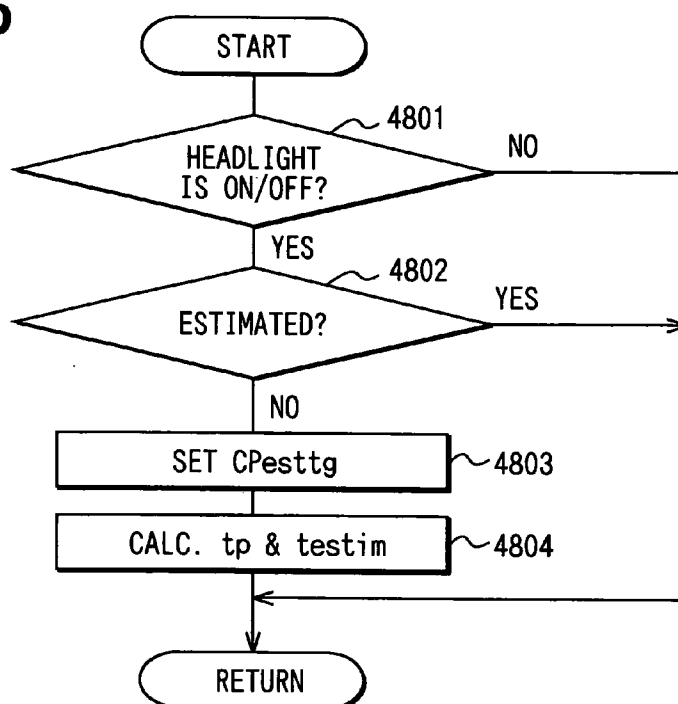 START
4801
HEADLIGHT
IS ON/OFF?
NO
YES
4802
ESTIMATED?
YES
NO
SET CPesttg
4803
CALC. tp & testim
4804
RETURN